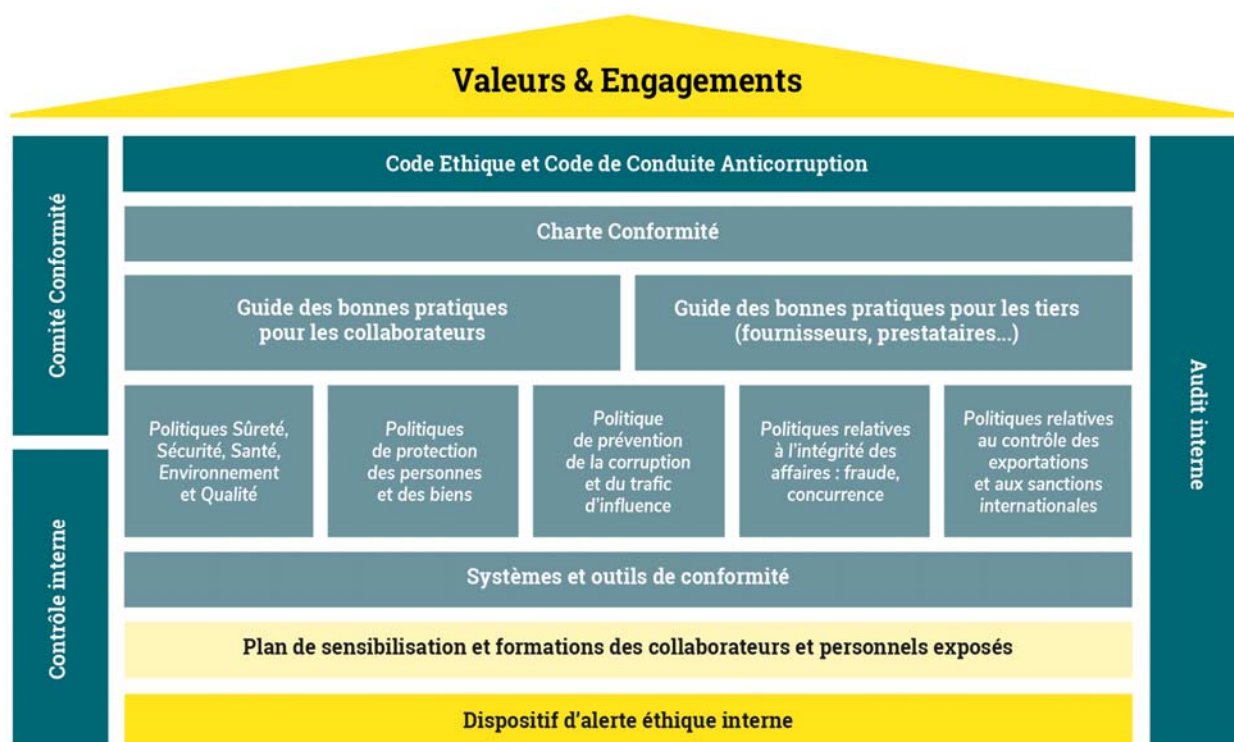 Valeurs & Engagements
Comité Conformité
Contrôle interne
Code Ethique et Code de Conduite Anticorruption
Charte Conformité
Guide des bonnes pratiques
pour les collaborateurs
Guide des bonnes pratiques pour les tiers
(fournisseurs, prestataires...)
Politiques Sûreté,
Sécurité, Santé,
Environnement
et Qualité
Politiques
de protection
des personnes
et des biens
Politique
de prévention
de la corruption
et du trafic
d'influence
Politiques relatives
à l'intégrité des
affaires : fraude,
concurrence
Politiques relatives
au contrôle des
exportations
et aux sanctions
internationales
Systèmes et outils de conformité
Plan de sensibilisation et formations des collaborateurs et personnels exposés
Dispositif d'alerte éthique interne
Audit interne